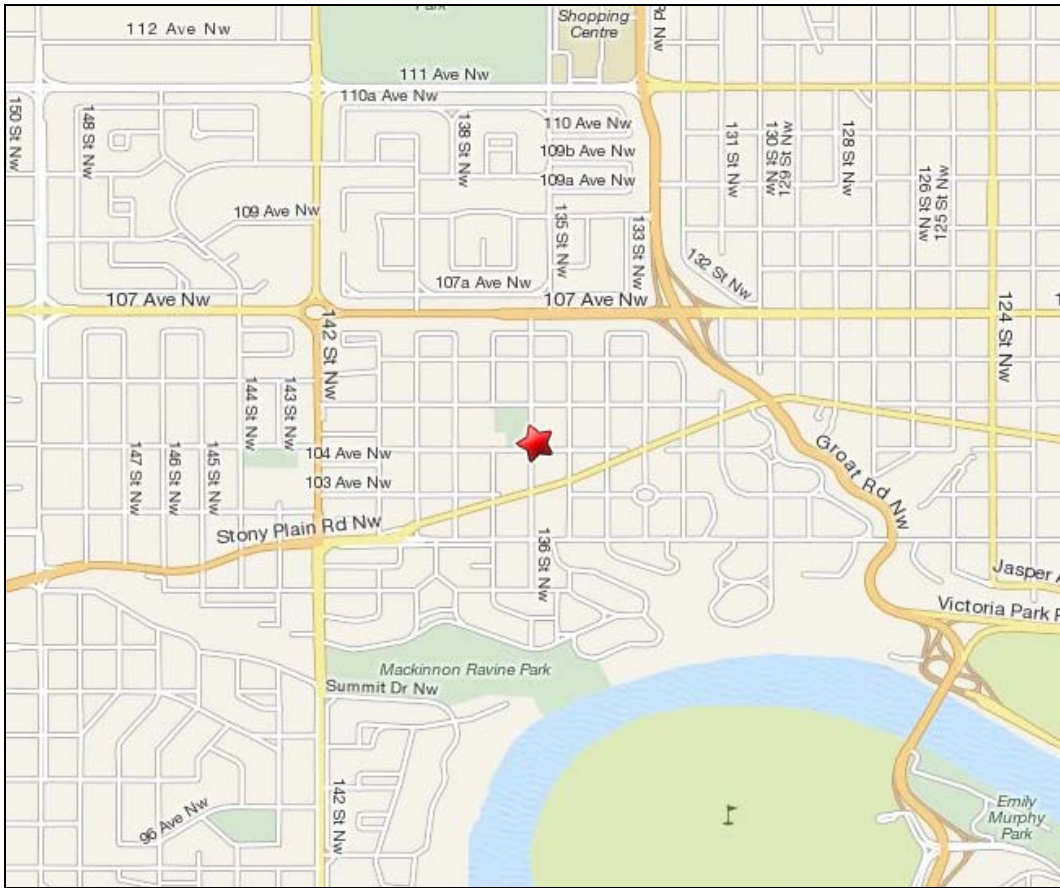 Park
Shopping
Centre
Rd Nw
112 Ave Nw
111 Ave Nw
110a Ave Nw
150 St Nw
148 St Nw
138 St Nw
110 Ave Nw
109b Ave Nw
109a Ave Nw
131 St Nw
130 St Nw
129 St Nw
128 St Nw
126 St Nw
125 St Nw
109 Ave Nw
135 St Nw
133 St Nw
132 St Nw
107a Ave Nw
107 Ave Nw
107 Ave Nw
142 St Nw
124 St Nw
144 St Nw
143 St Nw
147 St Nw
146 St Nw
145 St Nw
104 Ave Nw
103 Ave Nw
Groat Rd Nw
Stony Plain Rd Nw
136 St Nw
Jasper A
Victoria Park
Mackinnon Ravine Park
Summit Dr Nw
142 St Nw
96 Ave Nw
Emily
Murphy
Park